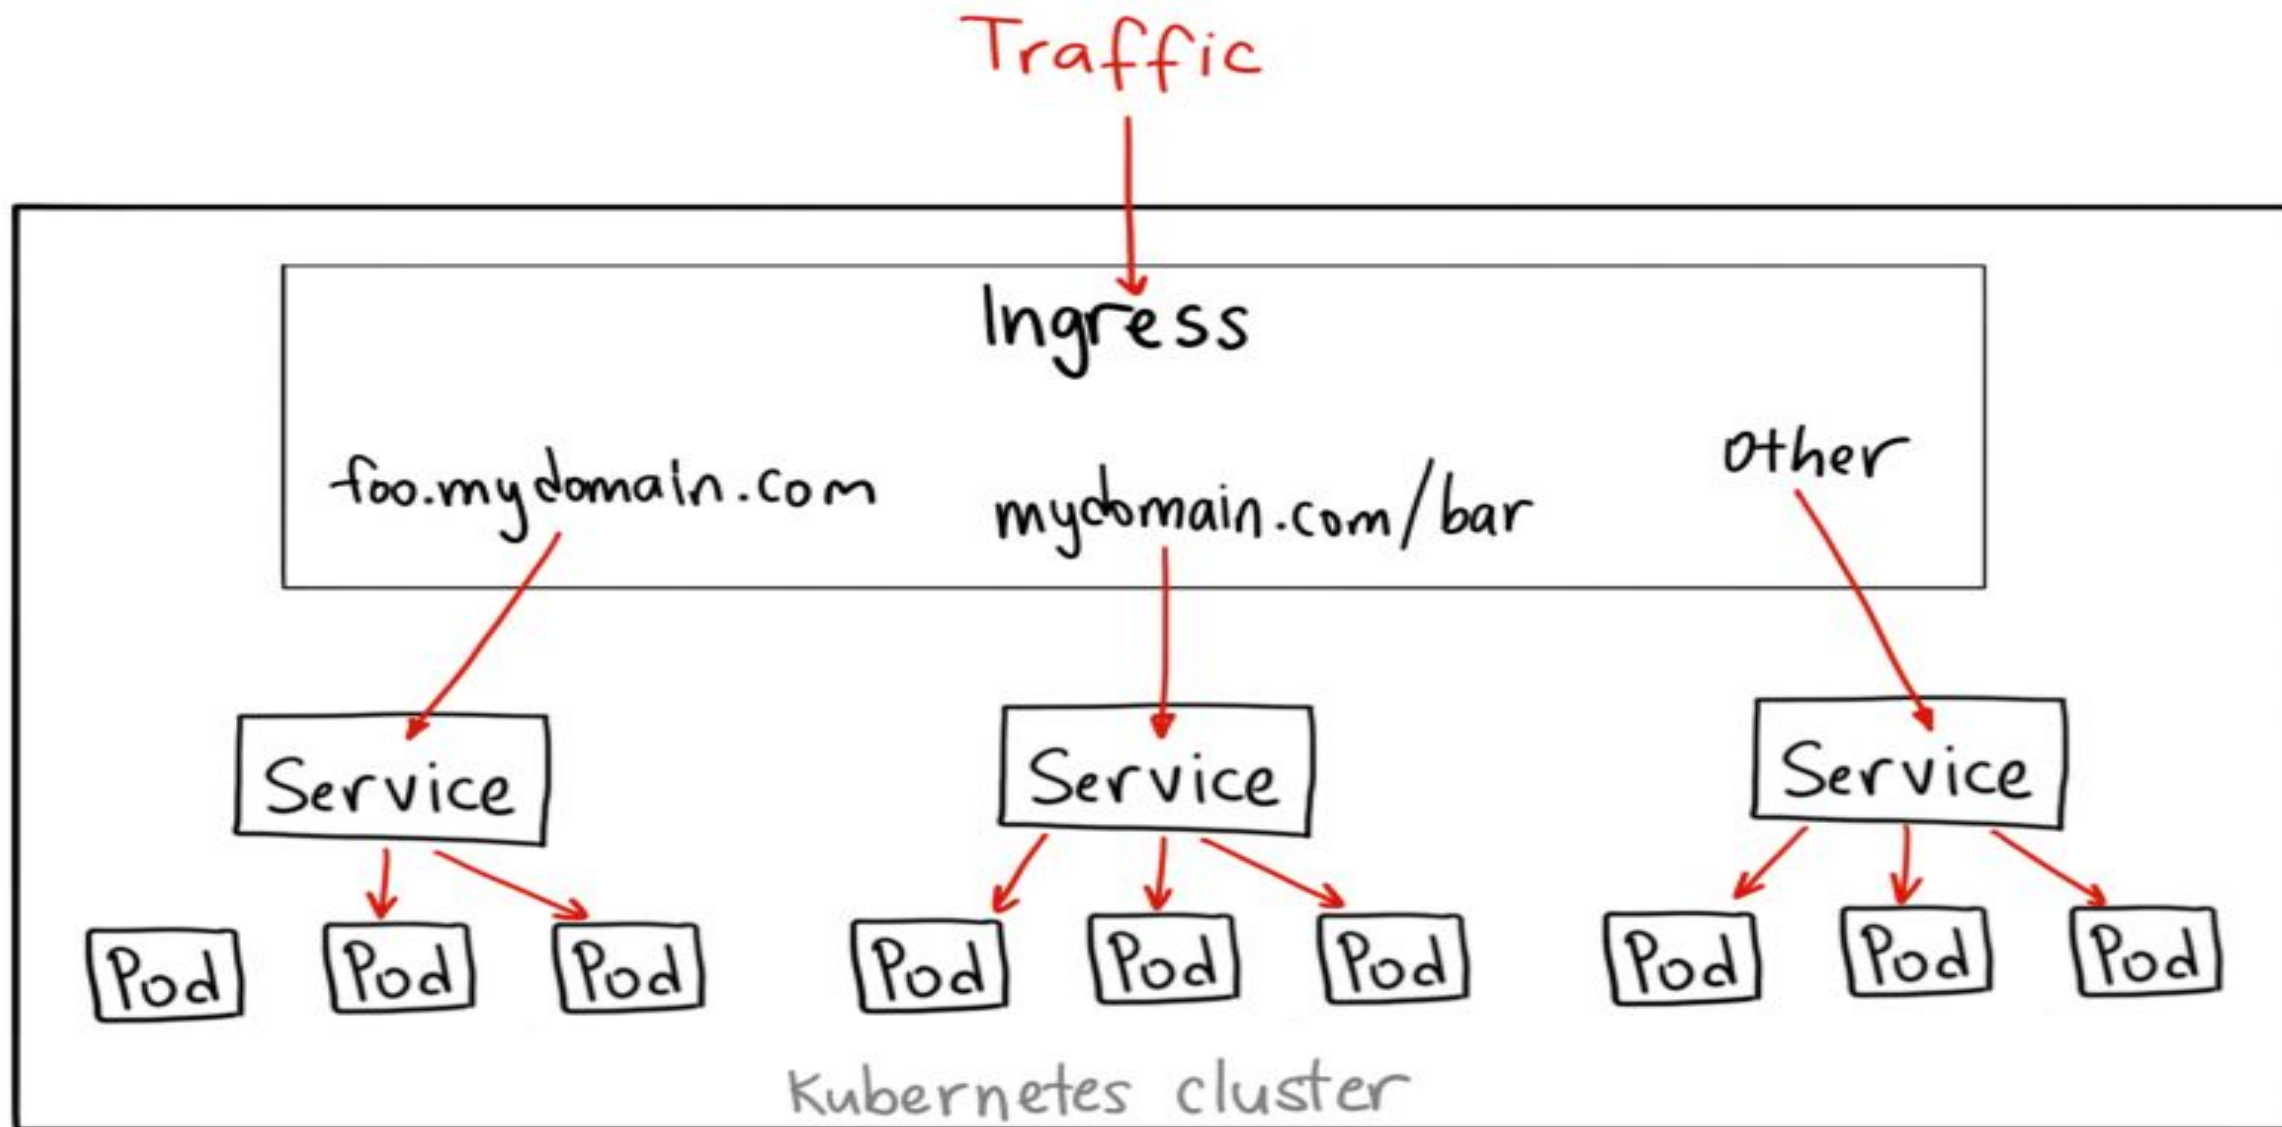 Traffic
Ingress
foo.mydomain.com
mydomain.com/bar
other
Service
Service
Service
Pod
Pod
Pod
Pod
Pod
Pod
Pod
Pod
Pod
Kubernetes cluster